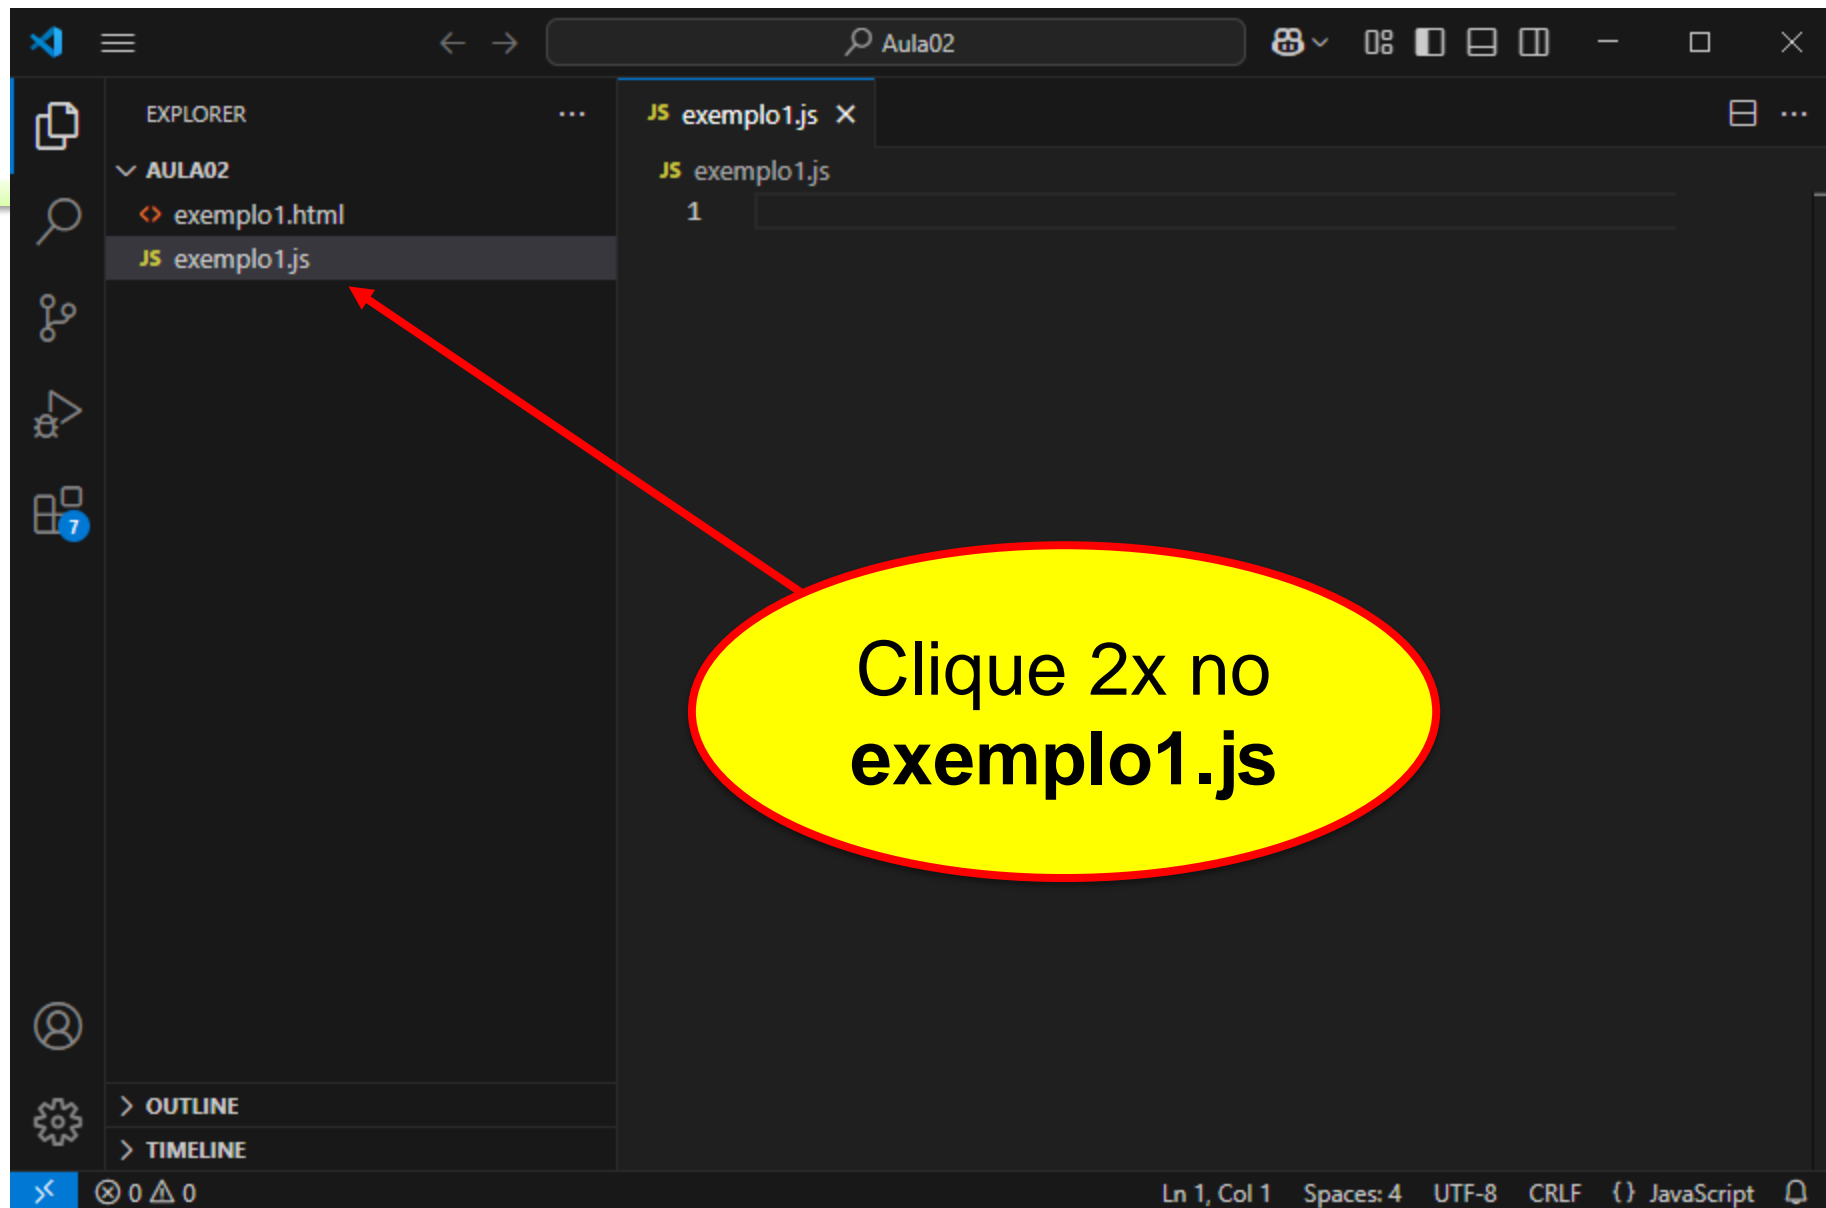 Aula02
EXPLORER
JS exemplo1.js
AULA02
JS exemplo1.js
<> exemplo1.html
1
JS exemplo1.js
7
Clique 2x no
exemplo1.js
OUTLINE
TIMELINE
0 0
Ln 1, Col 1 Spaces: 4 UTF-8 CRLF {} JavaScript